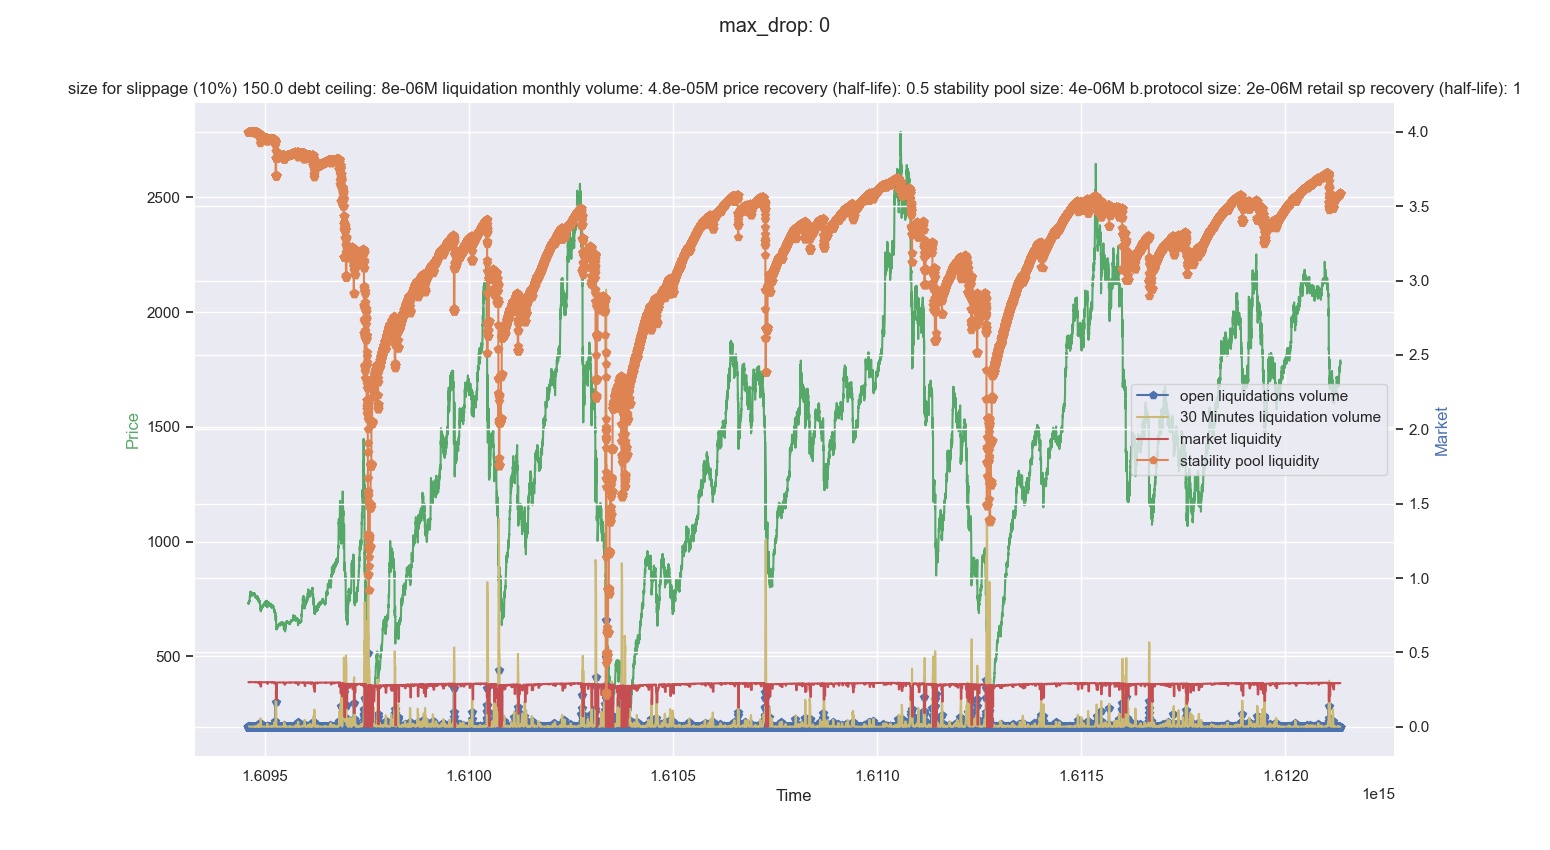 max_drop: 0
size for slippage (10%) 150.0 debt ceiling: 8e-06M liquidation monthly volume: 4.8e-05M price recovery (half-life): 0.5 stability pool size: 4e-06M b.protocol size: 2e-06M retail sp recovery (half-life): 1
4.0
2500
3.5
3.0
2000
2.5
open liquidations volume
30 Minutes liquidation volume
market liquidity
stability pool liquidity
Price
Market
1500
2.0
1.5
1000
1.0
500
0.5
0.0
1.6095 1.6100 1.6105 1.6110 1.6115 1.6120
Time
1e15